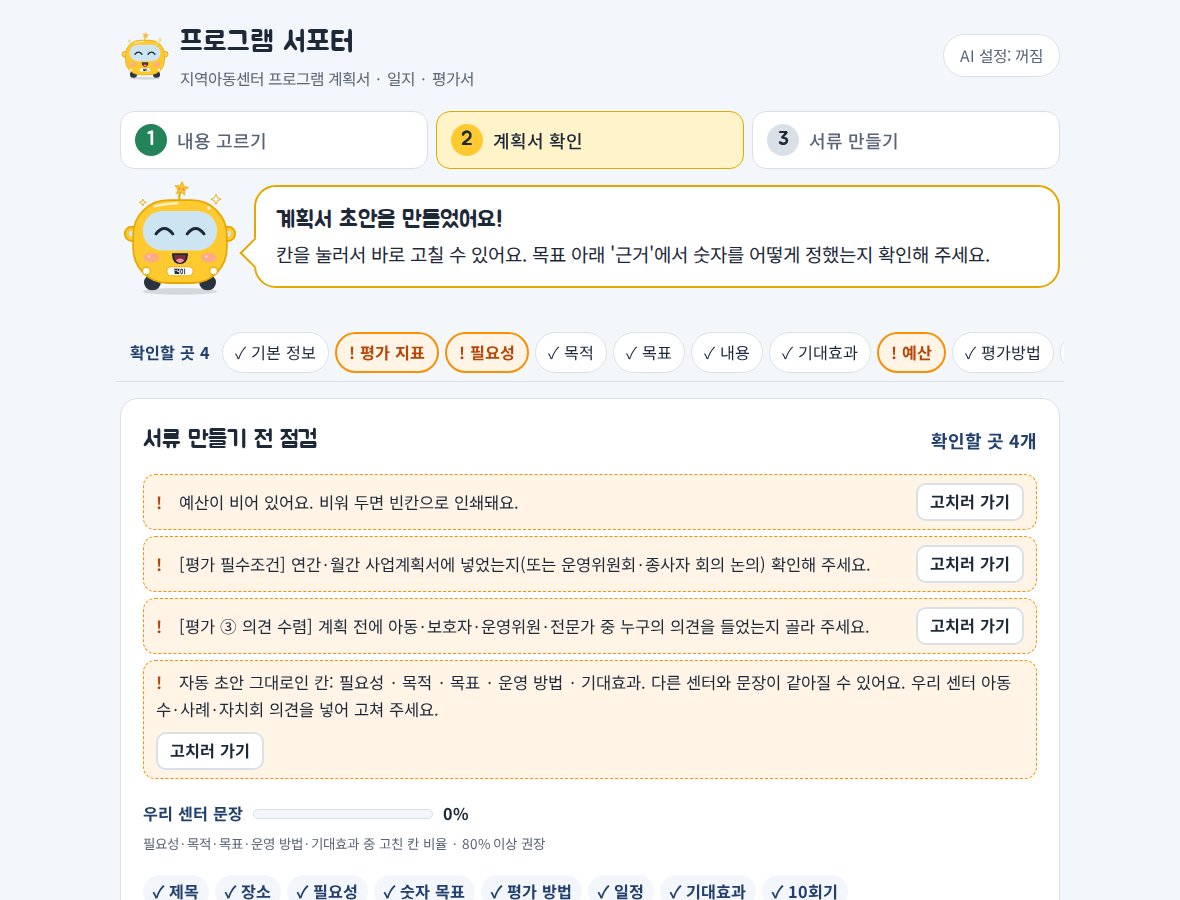 프로그램 서포터
지역아동센터 프로그램 계획서 · 일지 · 평가서
AI 설정: 꺼짐
1 내용 고르기
2 계획서 확인
3 서류 만들기
계획서 초안을 만들었어요!
칸을 눌러서 바로 고칠 수 있어요. 목표 아래 '근거'에서 숫자를 어떻게 정했는지 확인해 주세요.
확인할 곳 4 ✓ 기본 정보 ! 평가 지표 ! 필요성 ✓ 목적 ✓ 목표 ✓ 내용 ✓ 기대효과 ! 예산 ✓ 평가방법
서류 만들기 전 점검
확인할 곳 4개
! 예산이 비어 있어요. 비워 두면 빈칸으로 인쇄돼요.
고치러 가기
! [평가 필수조건] 연간·월간 사업계획서에 넣었는지(또는 운영위원회·종사자 회의 논의) 확인해 주세요.
고치러 가기
! [평가 ③ 의견 수렴] 계획 전에 아동·보호자·운영위원·전문가 중 누구의 의견을 들었는지 골라 주세요.
고치러 가기
! 자동 초안 그대로인 칸: 필요성 · 목적 · 목표 · 운영 방법 · 기대효과. 다른 센터와 문장이 같아질 수 있어요. 우리 센터 아동
수·사례·자치회 의견을 넣어 고쳐 주세요.
고치러 가기
우리 센터 문장 0%
필요성·목적·목표·운영 방법·기대효과 중 고친 칸 비율 · 80% 이상 권장
✓ 제목 ✓ 장소 ✓ 필요성 ✓ 숫자 목표 ✓ 평가 방법 ✓ 일정 ✓ 기대효과 ✓ 10회기